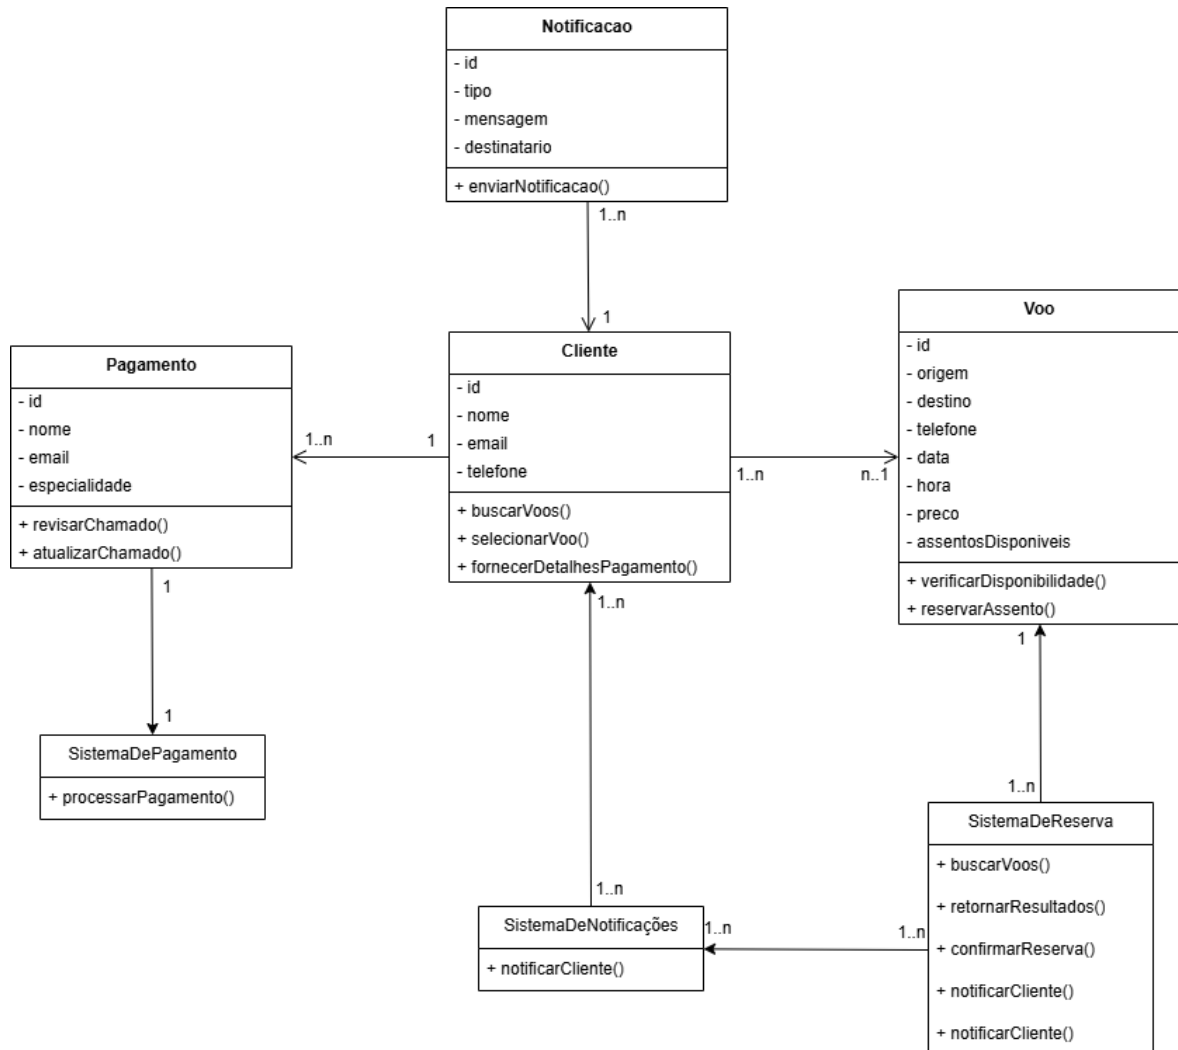 Notificacao
- id
- tipo
- mensagem
- destinatario
+ enviarNotificacao()
1..n
1
Pagamento
- id
- nome
- email
- especialidade
+ revisarChamado()
+ atualizarChamado()
1..n
1
Cliente
- id
- nome
- email
- telefone
+ buscarVoos()
+ selecionarVoo()
+ fornecerDetalhesPagamento()
1..n
n..1
Voo
- id
- origem
- destino
- telefone
- data
- hora
- preco
- assentosDisponiveis
+ verificarDisponibilidade()
+ reservarAssento()
1
1
SistemaDePagamento
+ processarPagamento()
1..n
1..n
SistemaDeNotificações
+ notificarCliente()
1..n
1..n
1
1..n
SistemaDeReserva
+ buscarVoos()
+ retornarResultados()
+ confirmarReserva()
+ notificarCliente()
+ notificarCliente()